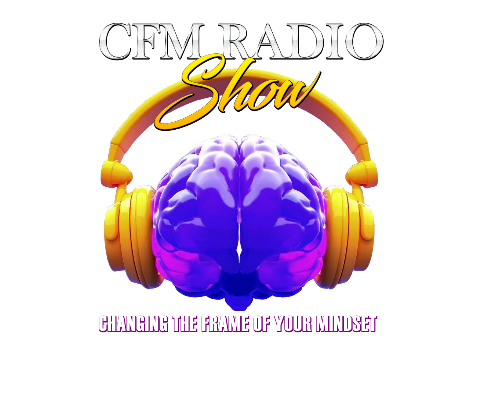 CFM RADIO
Show
CHANGING THE FRAME OF YOUR MINDSET